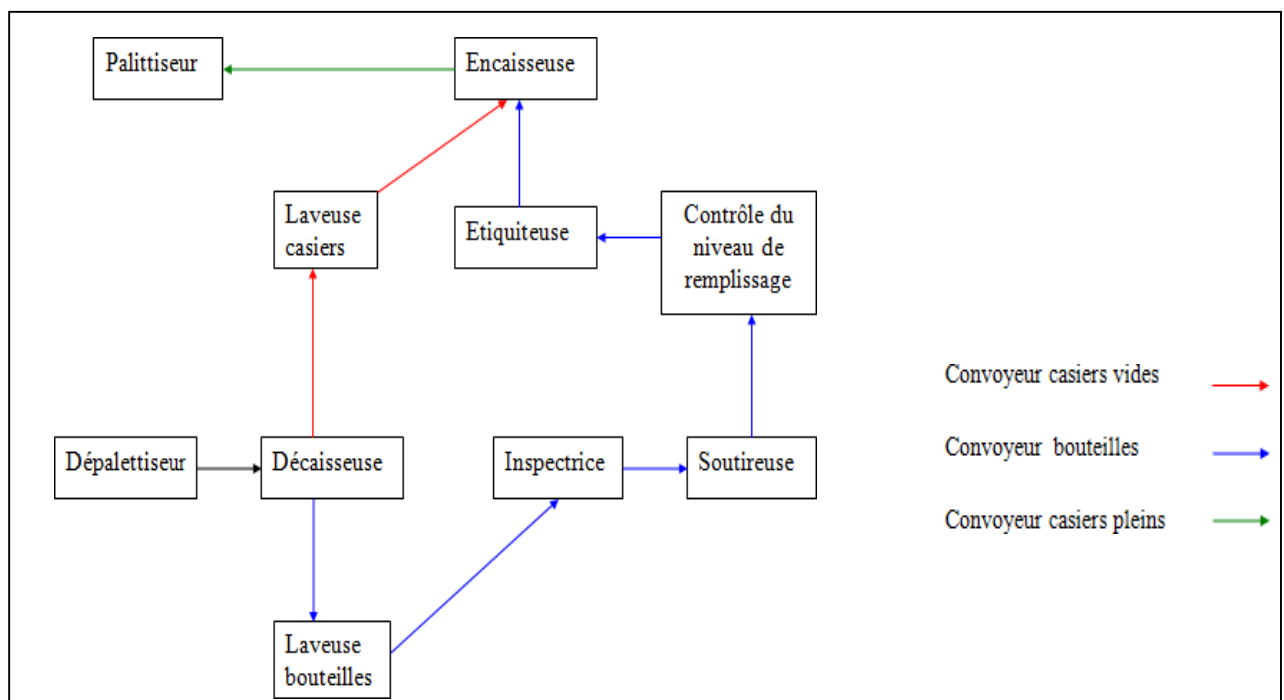 Palittiseur
Encaisseuse
Laveuse
casiers
Etiquiteuse
Contrôle du
niveau de
remplissage
Convoyeur casiers vides
Dépalettiseur
Décaisseuse
Inspectrice
Soutireuse
Convoyeur bouteilles
Convoyeur casiers pleins
Laveuse
bouteilles